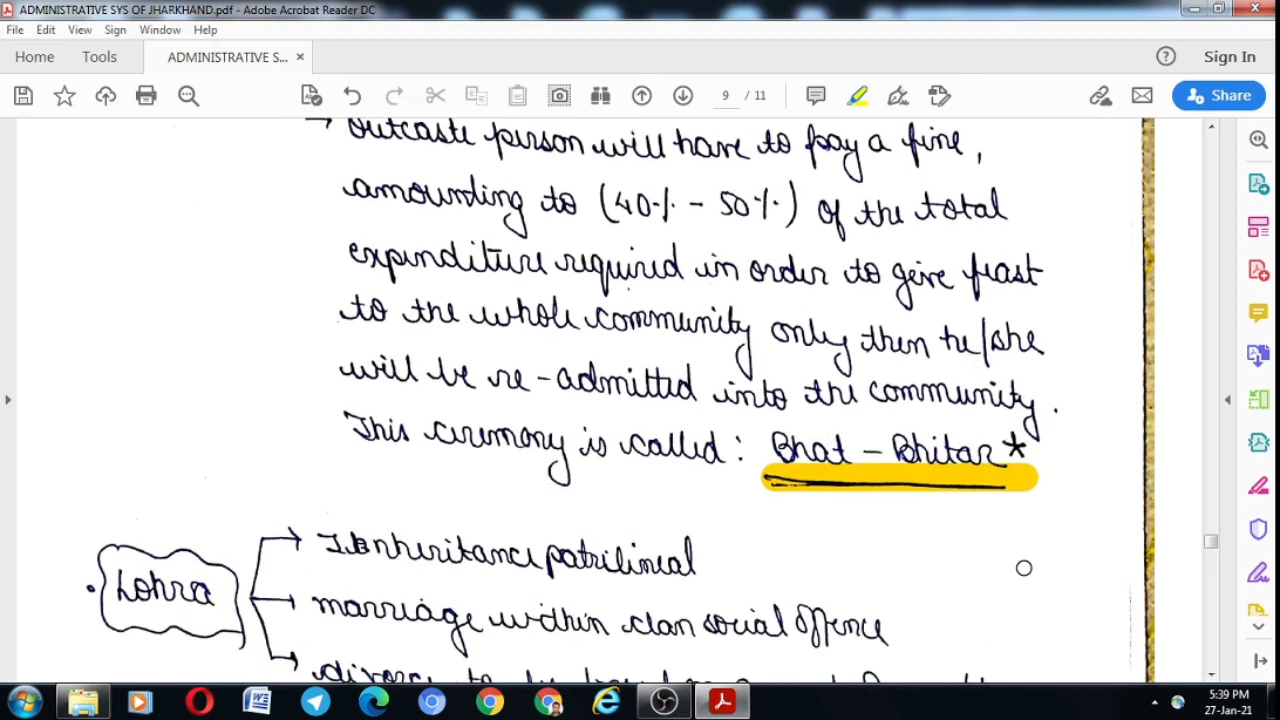 ADMINISTRATIVE SYS OF JHARKHAND.pdf - Adobe Acrobat Reader DC
File Edit View Sign Window Help
Home Tools ADMINISTRATIVE S... × Sign In
9 / 11 Share
→ outcaste person will have to pay a fine,
amounting to (40% - 50%) of the total
expenditure required in order to give feast
to the whole community only then he/she
will be re-admitted into the community.
This ceremony is called: Bhat - Bhitar *
Lohra
→ Inheritance patrilineal
→ marriage within clan social offence
5:39 PM
27-Jan-21